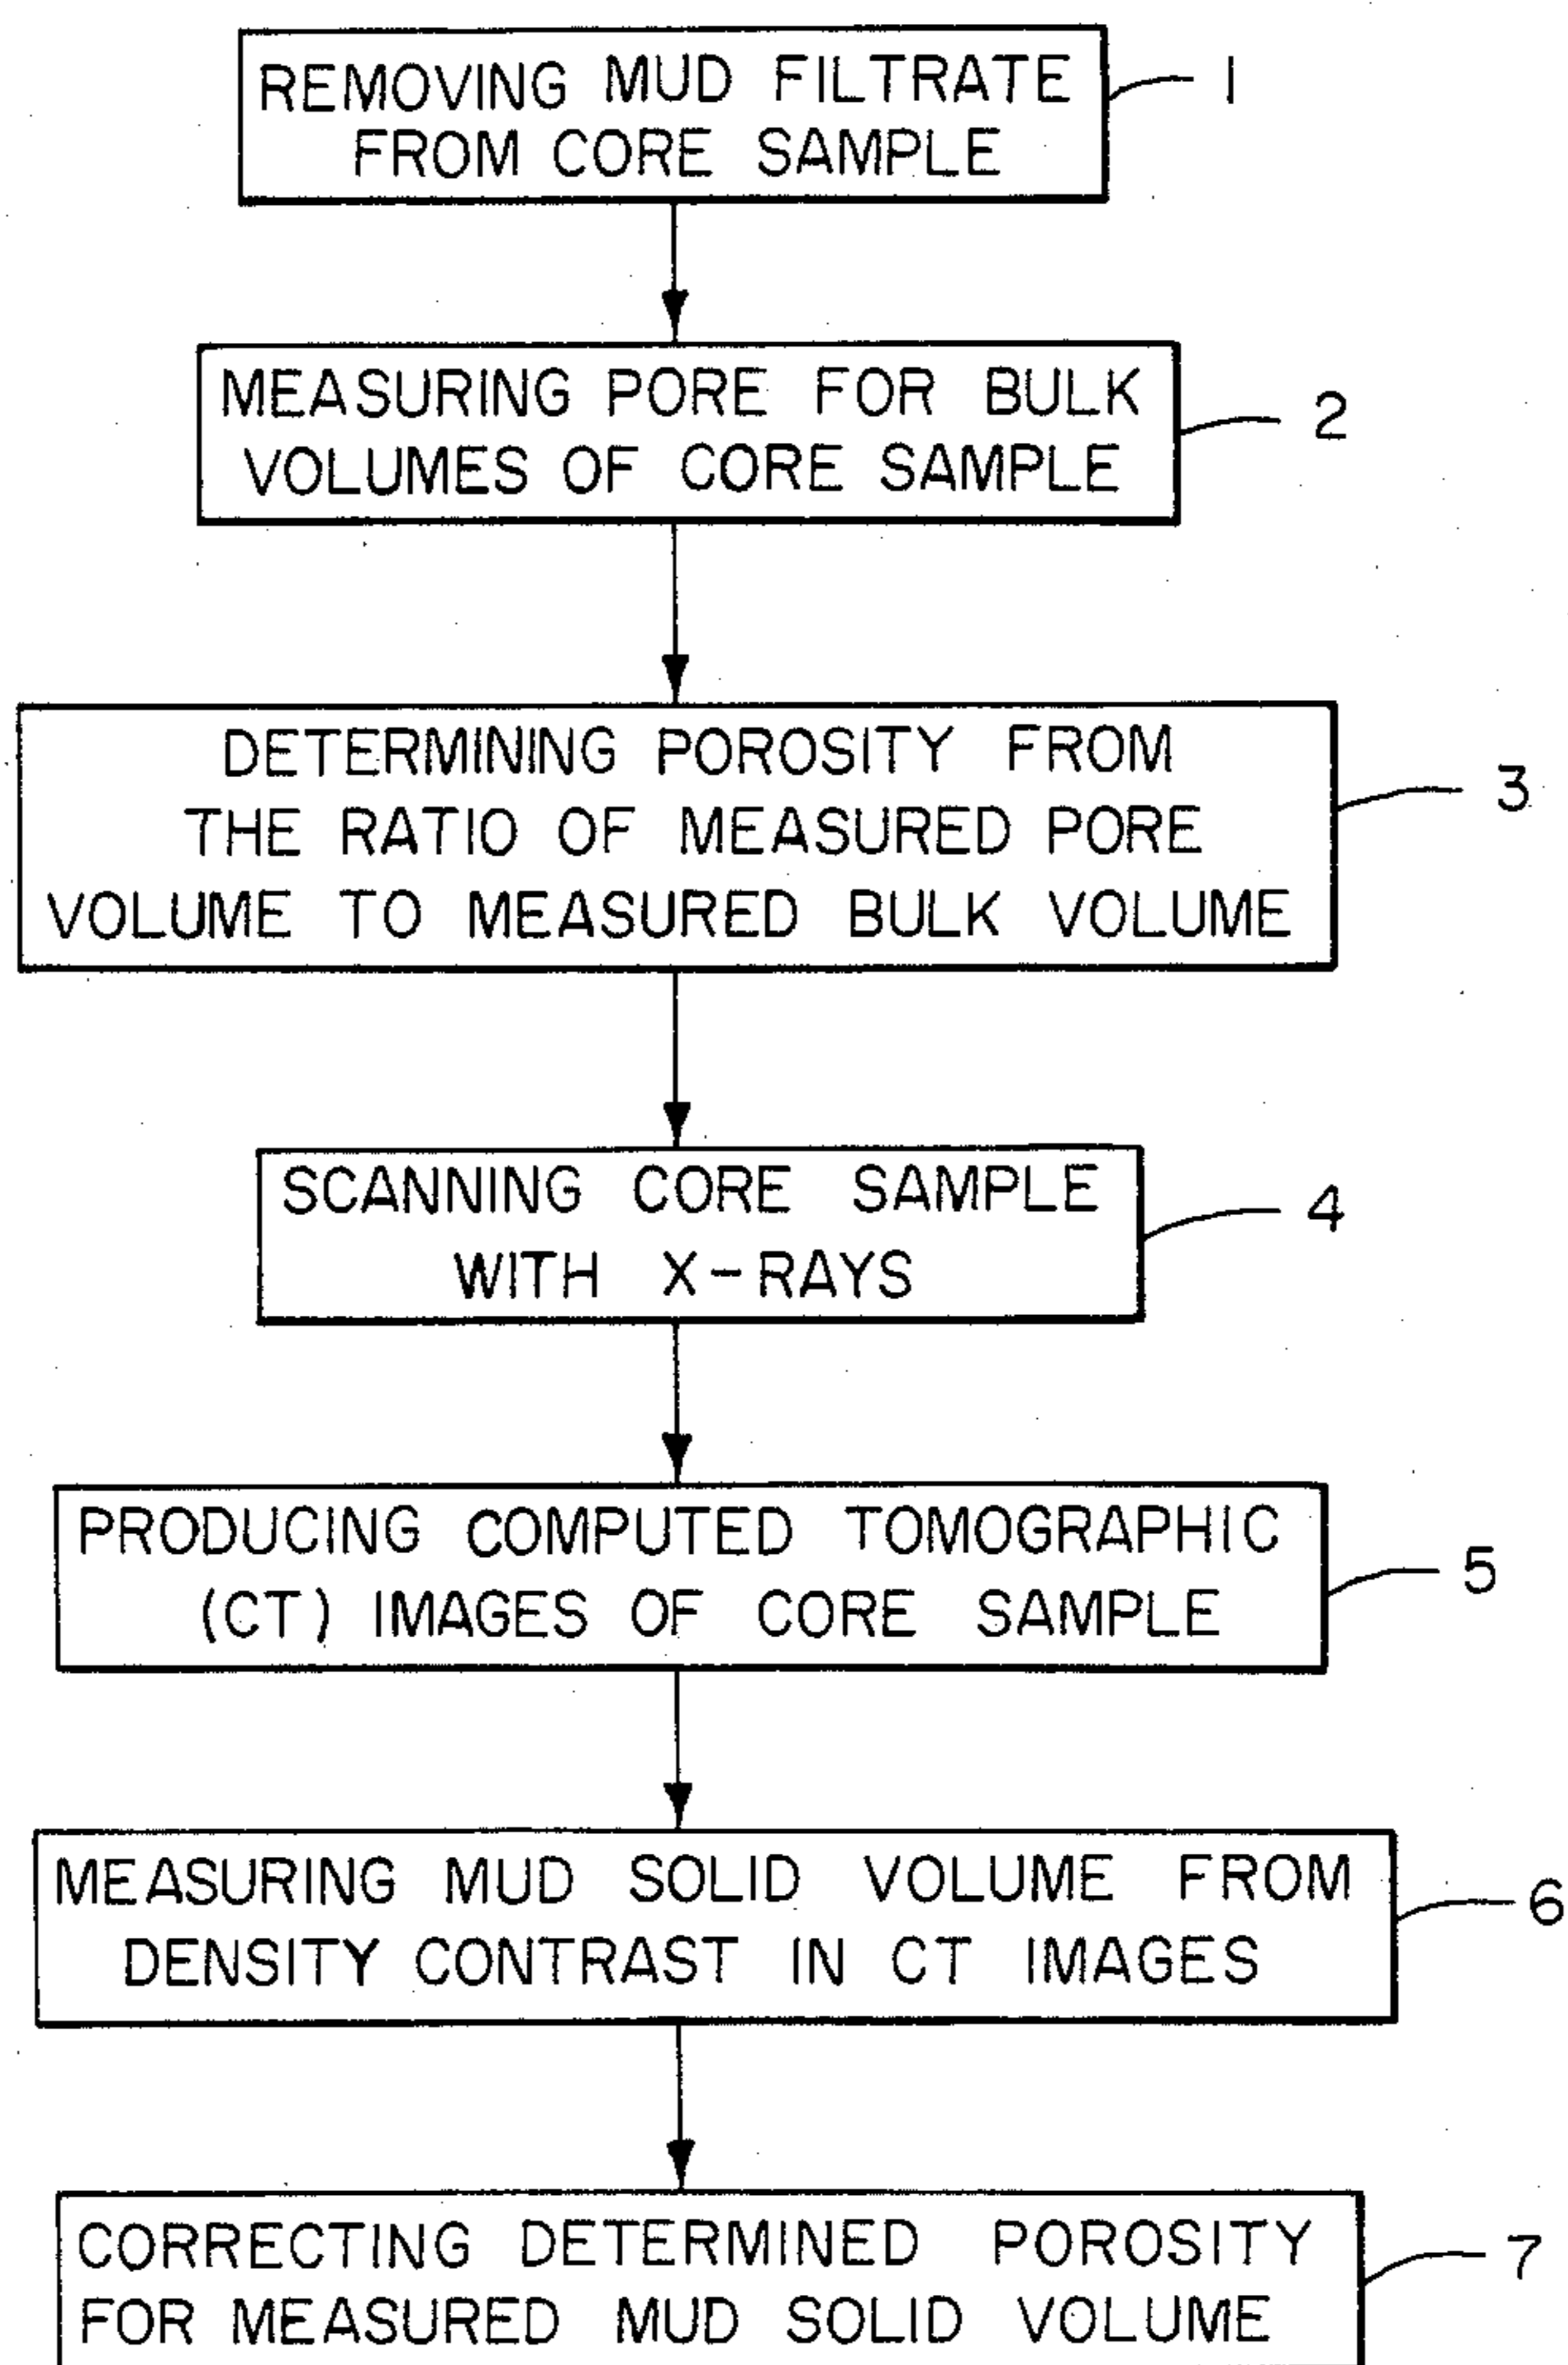 REMOVING MUD FILTRATE
FROM CORE SAMPLE
1
MEASURING PORE FOR BULK
VOLUMES OF CORE SAMPLE
2
DETERMINING POROSITY FROM
THE RATIO OF MEASURED PORE
VOLUME TO MEASURED BULK VOLUME
3
SCANNING CORE SAMPLE
WITH X-RAYS
4
PRODUCING COMPUTED TOMOGRAPHIC
(CT) IMAGES OF CORE SAMPLE
5
MEASURING MUD SOLID VOLUME FROM
DENSITY CONTRAST IN CT IMAGES
6
CORRECTING DETERMINED POROSITY
FOR MEASURED MUD SOLID VOLUME
7